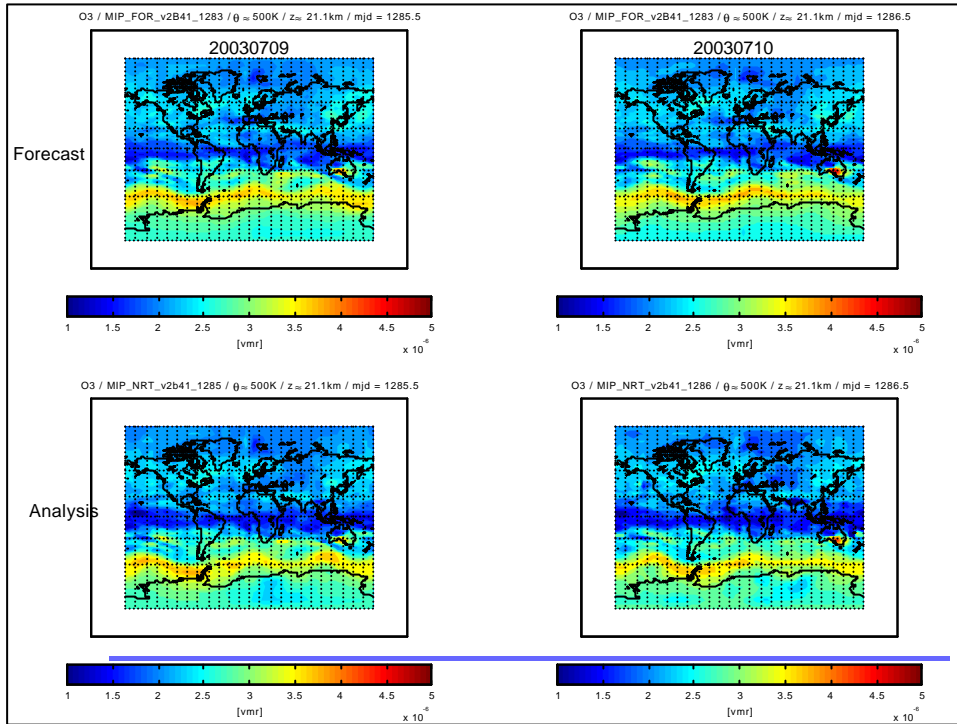 O3 / MIP_FOR_v2B41_1283 / θ ≈ 500K / z≈ 21.1km / mjd = 1285.5
O3 / MIP_FOR_v2B41_1283 / θ ≈ 500K / z≈ 21.1km / mjd = 1286.5
20030709
20030710
Forecast
1 1.5 2 2.5 3 3.5 4 4.5 5
[vmr]
x 10⁻⁶
1 1.5 2 2.5 3 3.5 4 4.5 5
[vmr]
x 10⁻⁶
O3 / MIP_NRT_v2b41_1285 / θ ≈ 500K / z ≈ 21.1km / mjd = 1285.5
O3 / MIP_NRT_v2b41_1286 / θ ≈ 500K / z ≈ 21.1km / mjd = 1286.5
Analysis
1 1.5 2 2.5 3 3.5 4 4.5 5
[vmr]
x 10⁻⁶
1 1.5 2 2.5 3 3.5 4 4.5 5
[vmr]
x 10⁻⁶